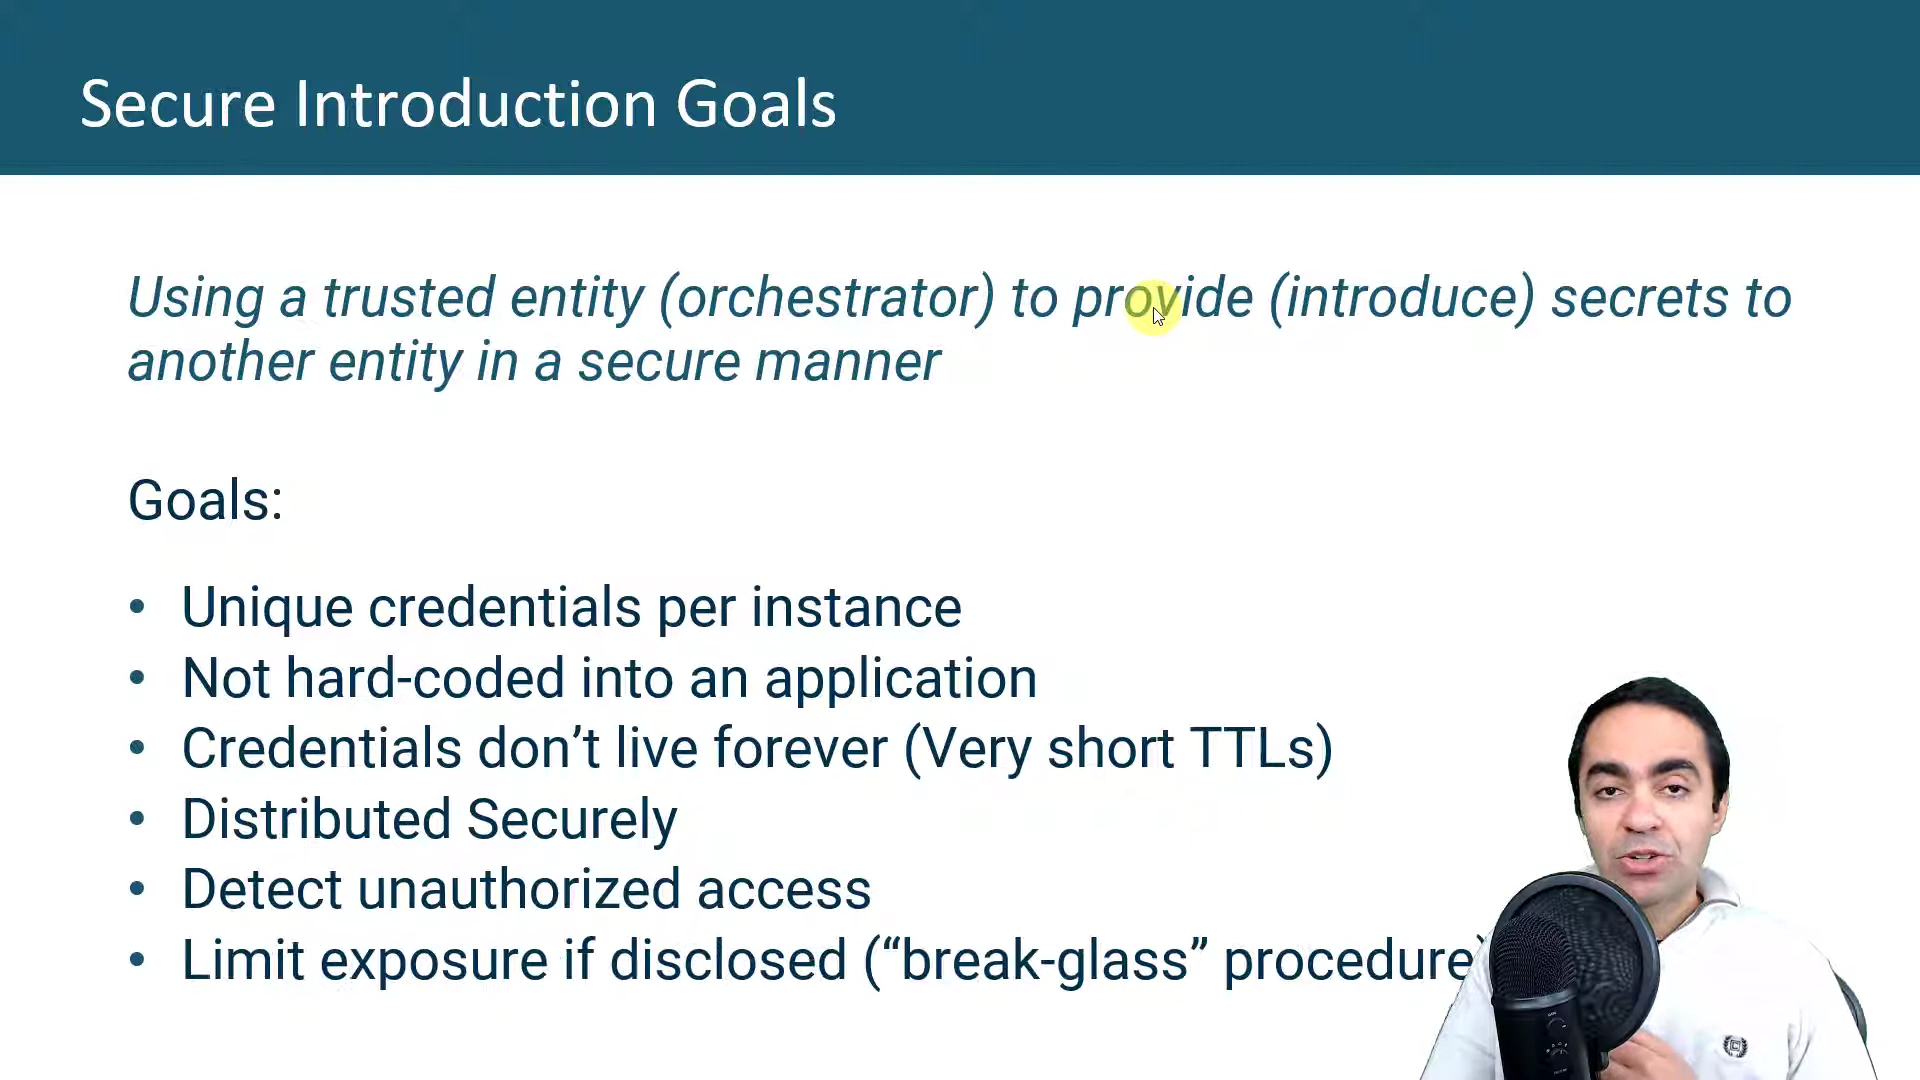 Secure Introduction Goals
Using a trusted entity (orchestrator) to provide (introduce) secrets to
another entity in a secure manner
Goals:
• Unique credentials per instance
• Not hard-coded into an application
• Credentials don’t live forever (Very short TTLs)
• Distributed Securely
• Detect unauthorized access
• Limit exposure if disclosed (“break-glass” procedure)